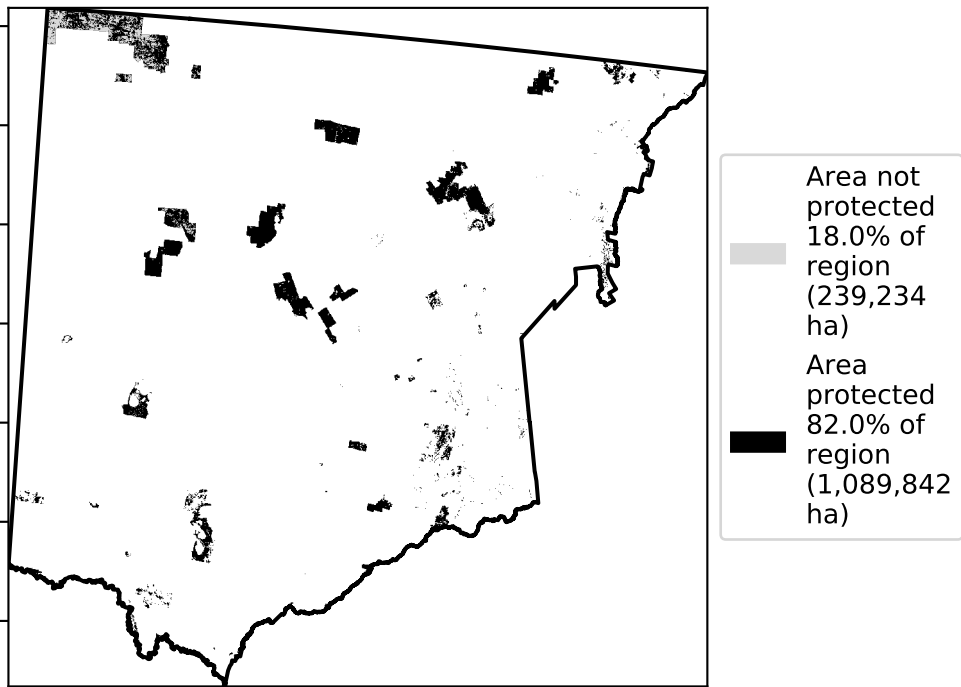 Area not
protected
18.0% of
region
(239,234
ha)
Area
protected
82.0% of
region
(1,089,842
ha)